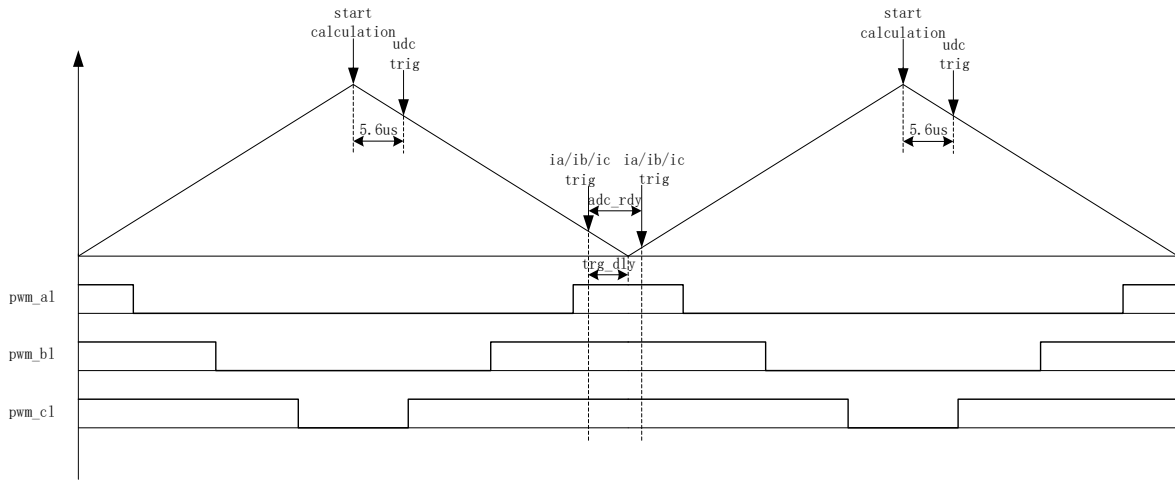 start
calculation
udc
trig
5.6us
ia/ib/ic
trig
ia/ib/ic
trig
adc_rdy
trg_dly
start
calculation
udc
trig
5.6us
pwm_al
pwm_bl
pwm_cl